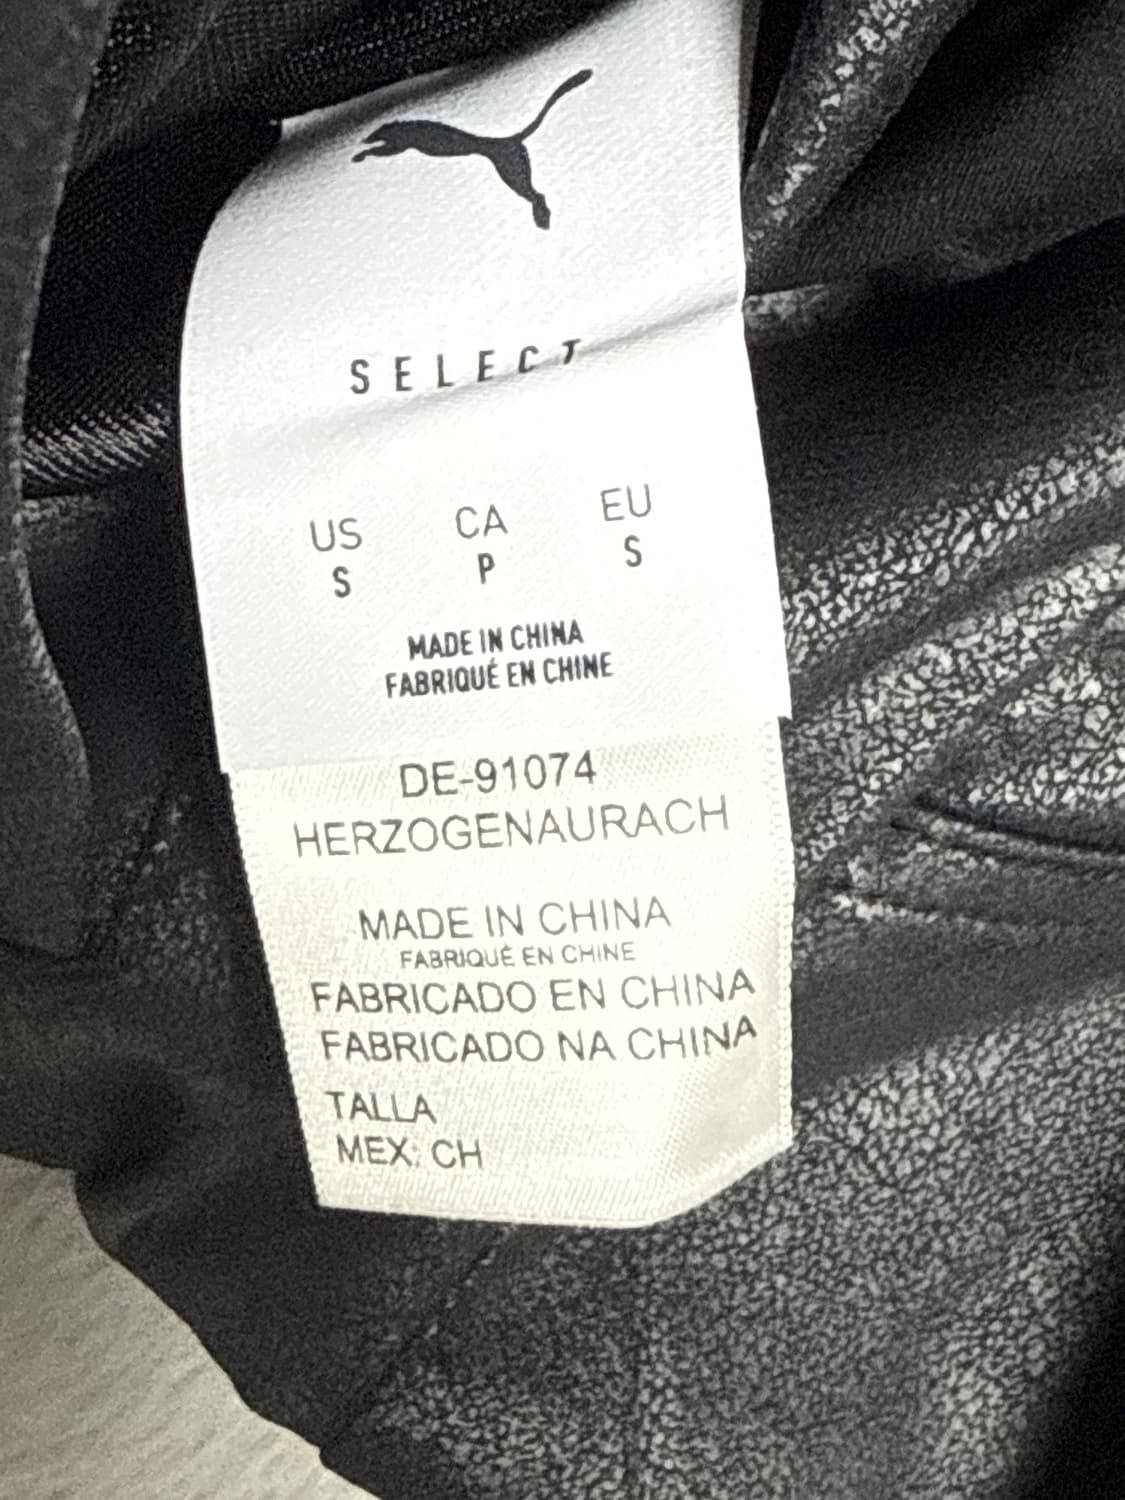 SELECT
US CA EU
S P S
MADE IN CHINA
FABRIQUÉ EN CHINE
DE-91074
HERZOGENAURACH
MADE IN CHINA
FABRIQUÉ EN CHINE
FABRICADO EN CHINA
FABRICADO NA CHINA
TALLA
MEX: CH